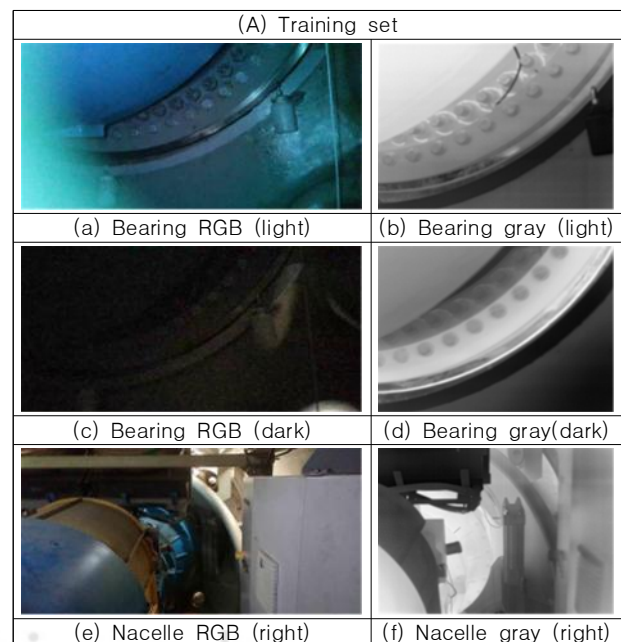 (A) Training set
(a) Bearing RGB (light)
(b) Bearing gray (light)
(c) Bearing RGB (dark)
(d) Bearing gray(dark)
(e) Nacelle RGB (right)
(f) Nacelle gray (right)